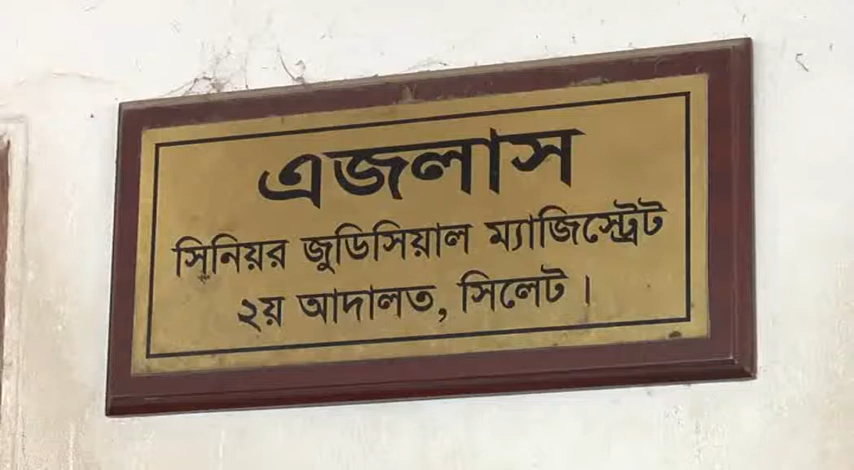 এজলাস
সিনিয়র জুডিসিয়াল ম্যাজিস্ট্রেট
২য় আদালত, সিলেট।